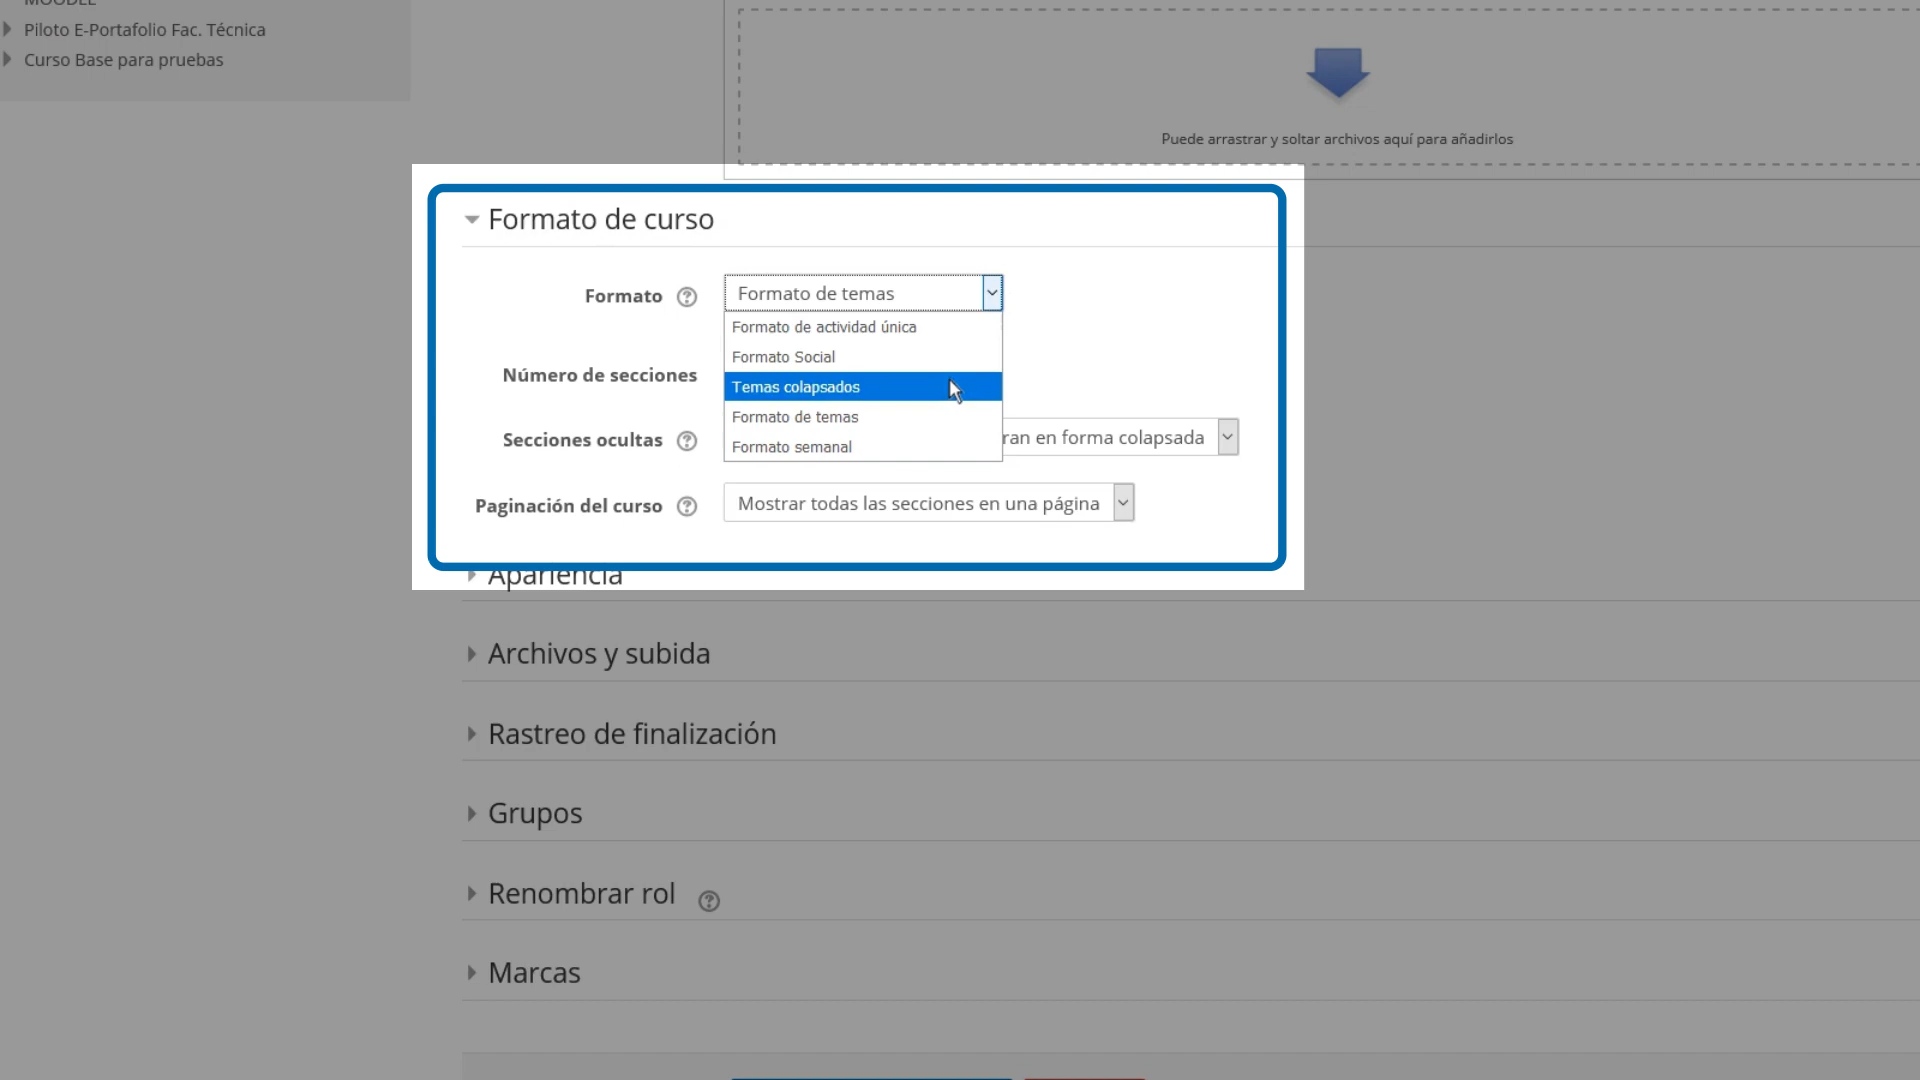 MOODLE
Piloto E-Portafolio Fac. Técnica
Curso Base para pruebas
Puede arrastrar y soltar archivos aquí para añadirlos
Formato de curso
Formato
Formato de temas
Formato de actividad única
Formato Social
Temas colapsados
Formato de temas
Formato semanal
Número de secciones
Secciones ocultas
ran en forma colapsada
Paginación del curso
Mostrar todas las secciones en una página
Apariencia
Archivos y subida
Rastreo de finalización
Grupos
Renombrar rol
Marcas